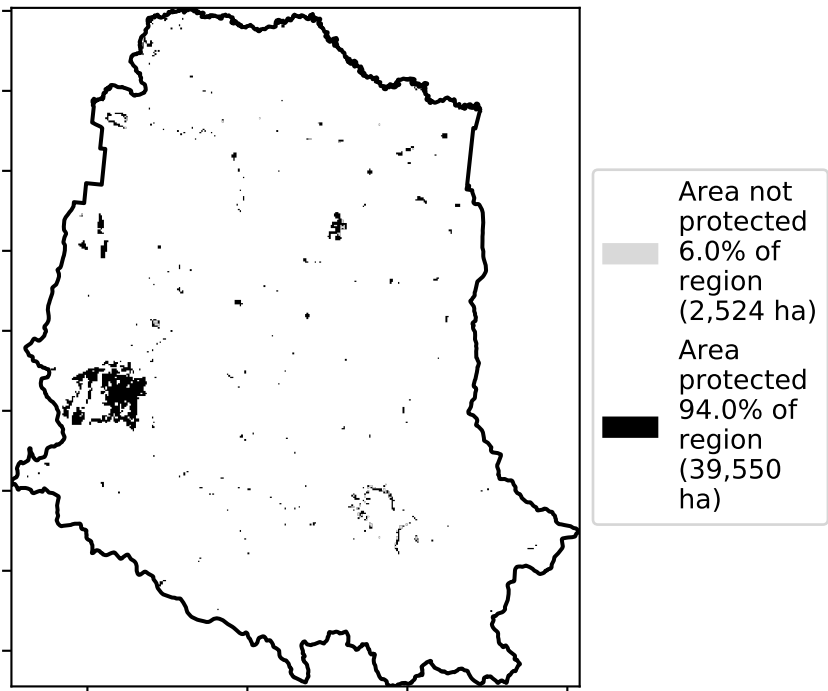 Area not
protected
6.0% of
region
(2,524 ha)
Area
protected
94.0% of
region
(39,550
ha)